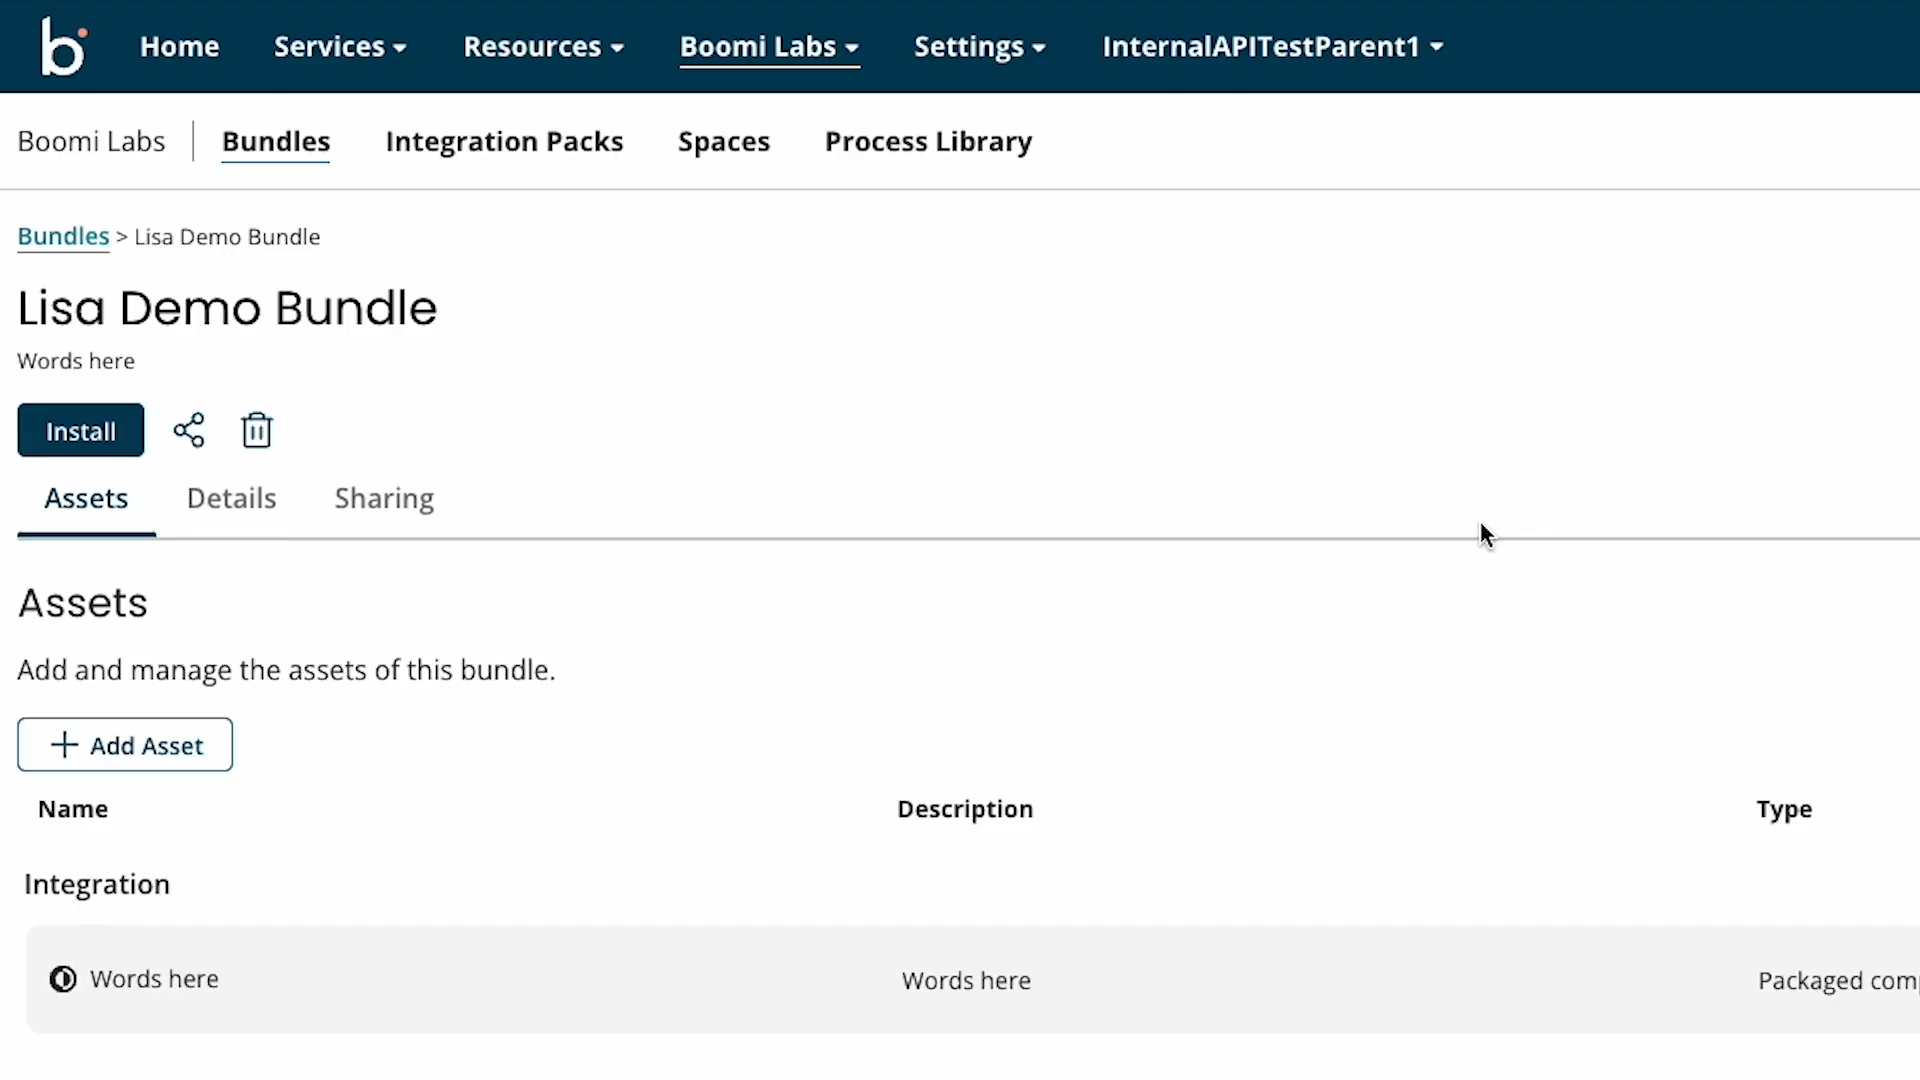 b Home Services Resources Boomi Labs Settings InternalAPITestParent1
Boomi Labs Bundles Integration Packs Spaces Process Library
Bundles > Lisa Demo Bundle
Lisa Demo Bundle
Words here
Install
Assets Details Sharing
Assets
Add and manage the assets of this bundle.
+ Add Asset
Name Description Type
Integration
Words here Words here Packaged com